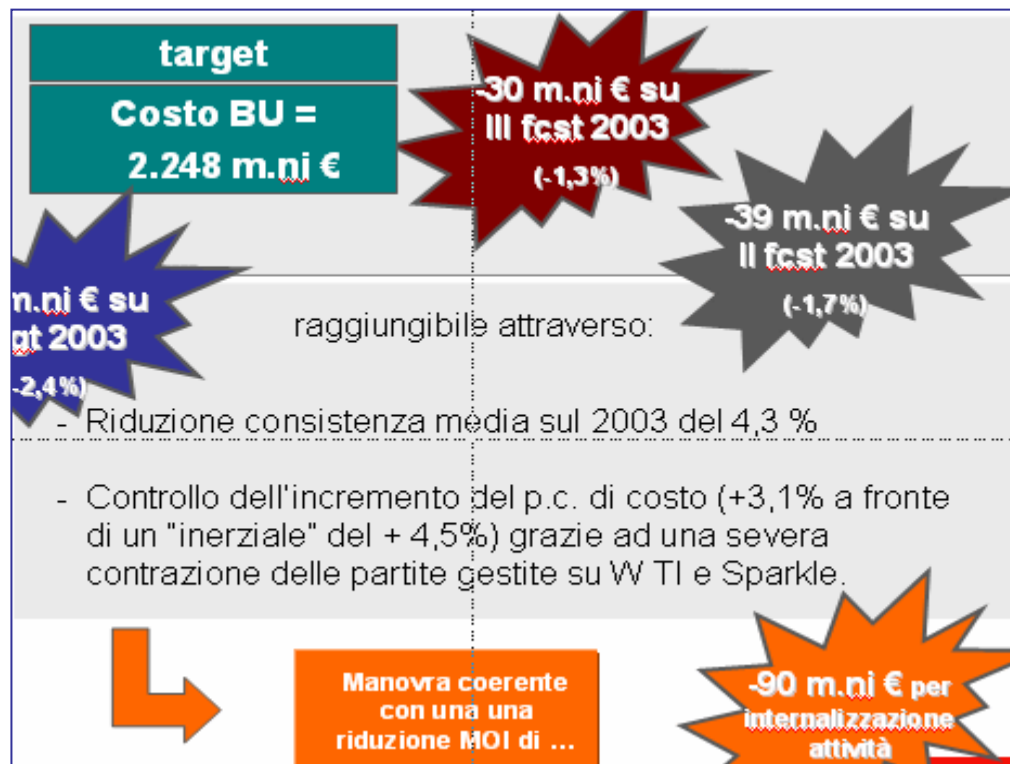 target
Costo BU =
2.248 m.ni €
-30 m.ni € su
III fcst 2003
(-1,3%)
-39 m.ni € su
II fcst 2003
(-1,7%)
m.ni € su
gt 2003
-2,4%)
raggiungibile attraverso:
- Riduzione consistenza media sul 2003 del 4,3 %
- Controllo dell'incremento del p.c. di costo (+3,1% a fronte
di un "inerziale" del + 4,5%) grazie ad una severa
contrazione delle partite gestite su W TI e Sparkle.
Manovra coerente
con una una
riduzione MOI di ...
-90 m.ni € per
internalizzazione
attività